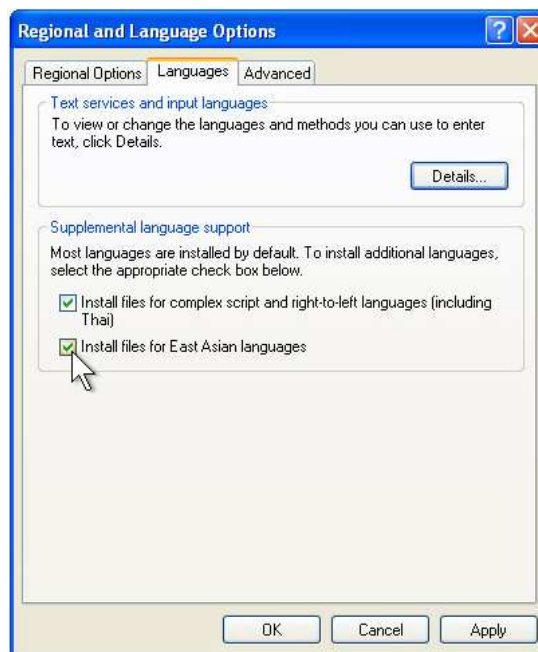 Regional and Language Options
Regional Options
Languages
Advanced
Text services and input languages
To view or change the languages and methods you can use to enter
text, click Details.
Details...
Supplemental language support
Most languages are installed by default. To install additional languages,
select the appropriate check box below.
Install files for complex script and right-to-left languages (including
Thai)
Install files for East Asian languages
OK
Cancel
Apply